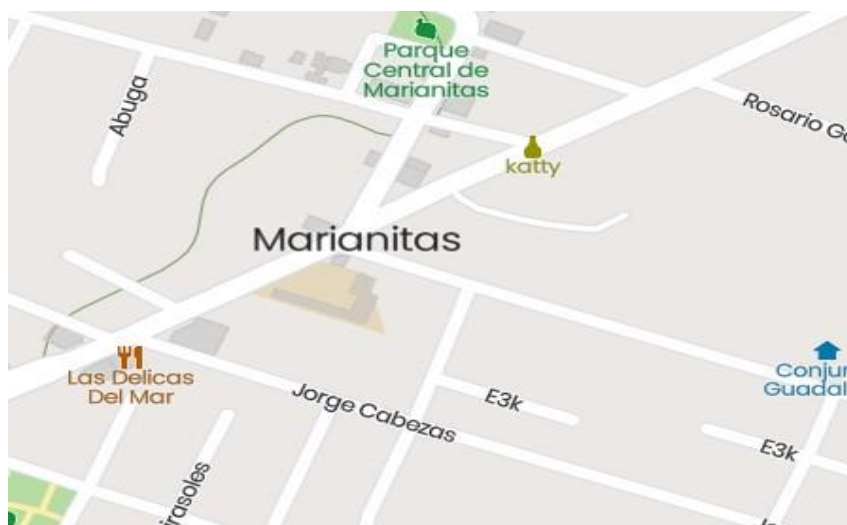 Parque
Central de
Marianitas
Abuga
Rosario Go
katty
Marianitas
Las Delicas
Del Mar
Conjun
Guadal
E3k
Jorge Cabezas
E3k
irasoles